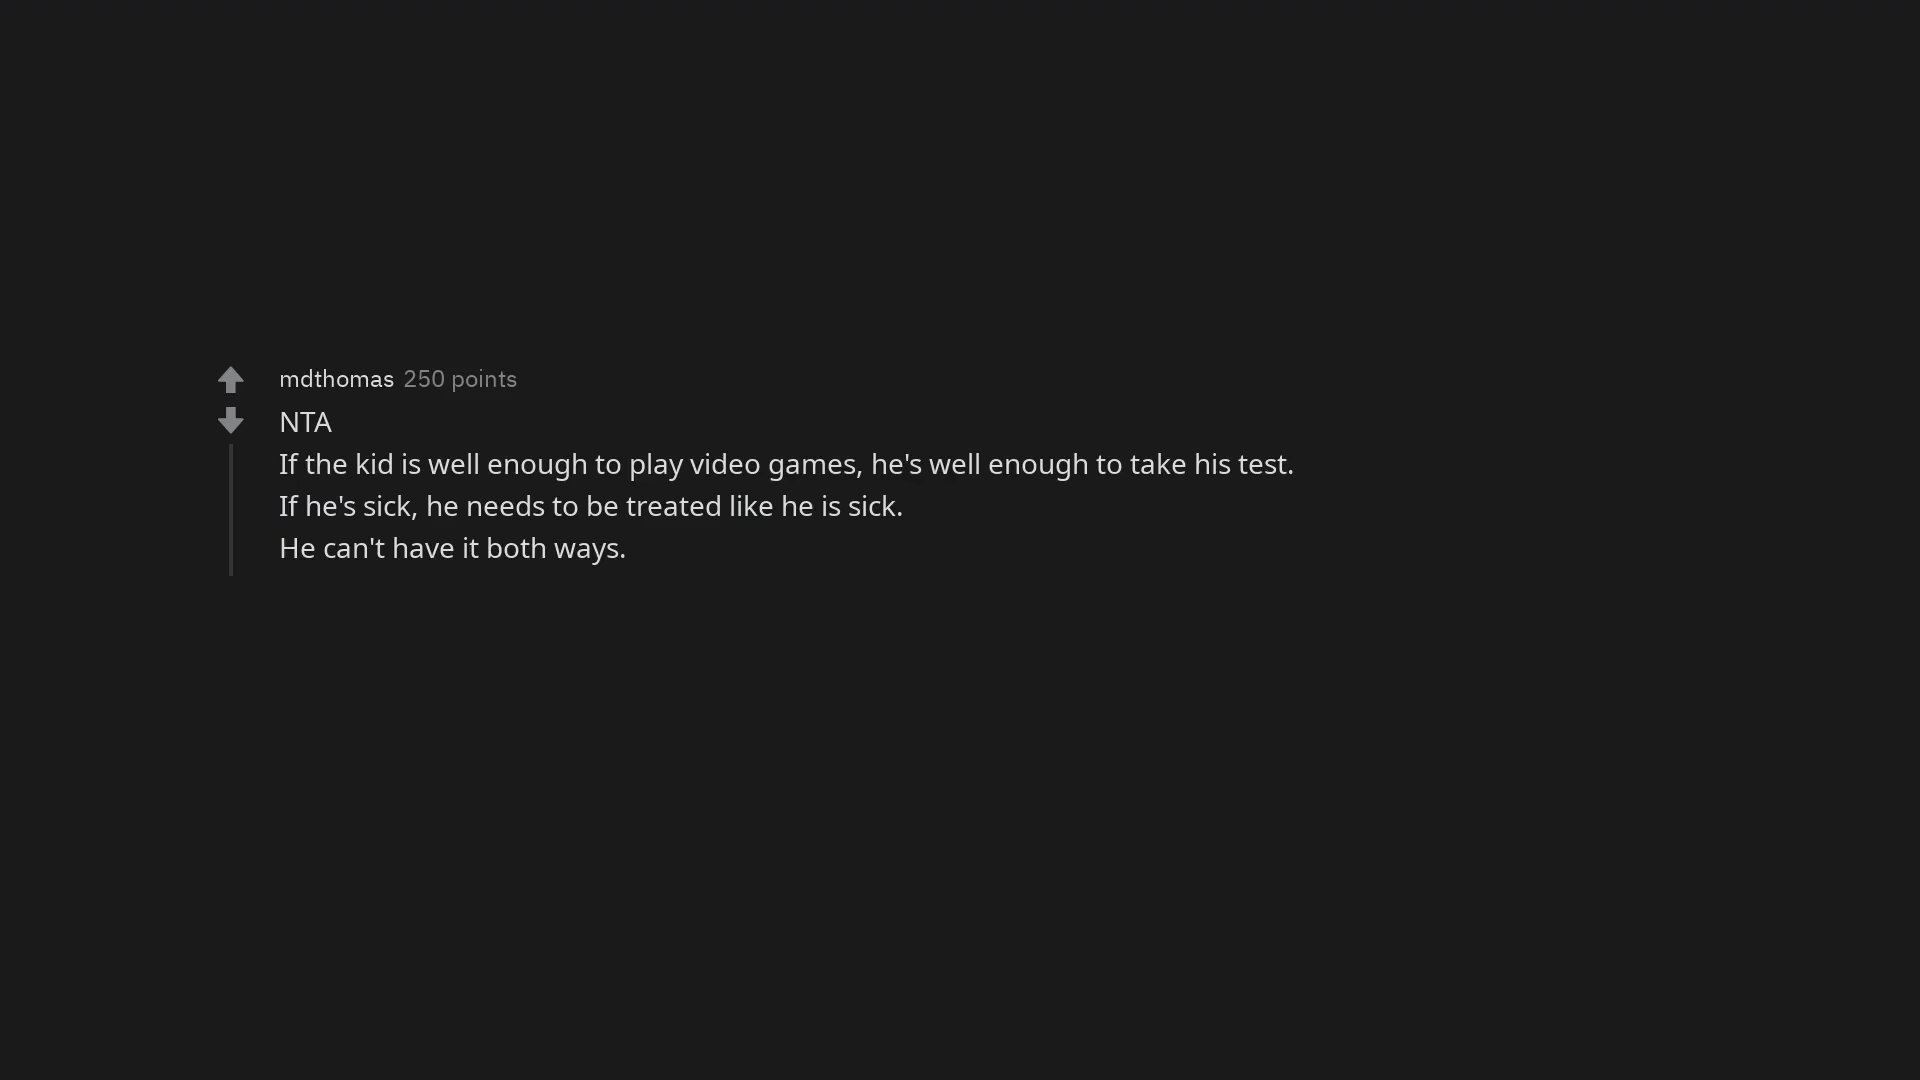 mdthomas 250 points
NTA
If the kid is well enough to play video games, he's well enough to take his test.
If he's sick, he needs to be treated like he is sick.
He can't have it both ways.